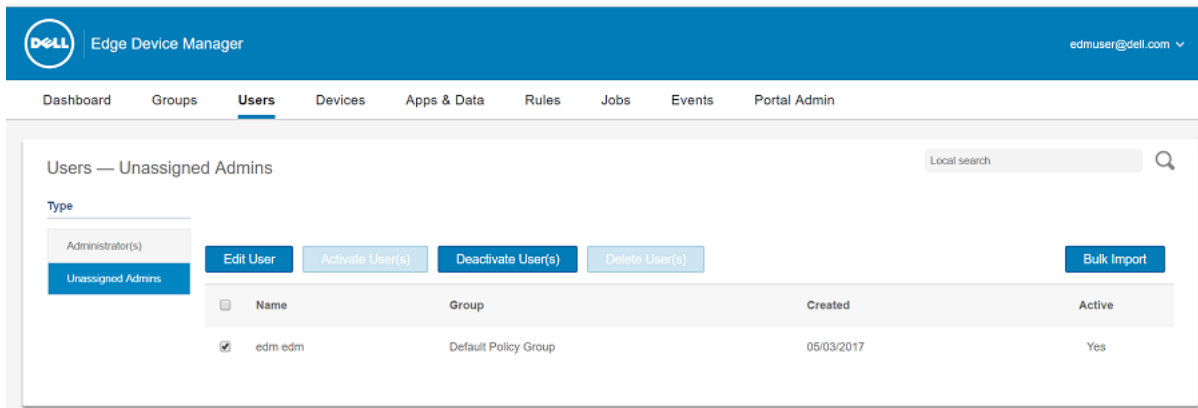 DELL Edge Device Manager edmuser@dell.com
Dashboard Groups Users Devices Apps & Data Rules Jobs Events Portal Admin
Users — Unassigned Admins
Local search
Type
Administrator(s)
Unassigned Admins
Edit User Activate User(s) Deactivate User(s) Delete User(s) Bulk Import
Name Group Created Active
edm edm Default Policy Group 05/03/2017 Yes